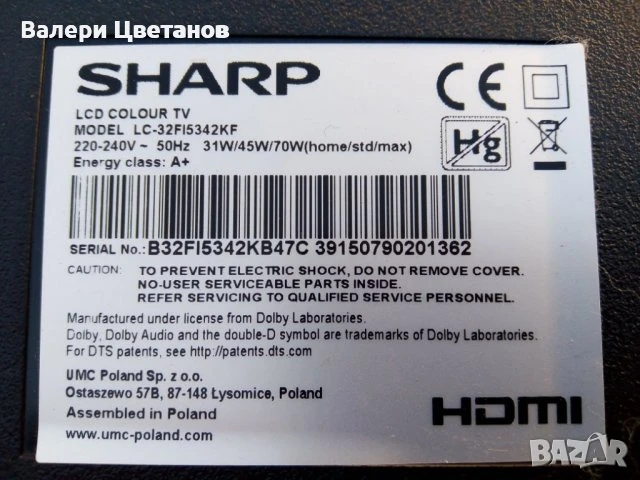 Валери Цветанов
SHARP
LCD COLOUR TV
MODEL LC-32FI5342KF
220-240V ~ 50Hz 31W/45W/70W(home/std/max)
Energy class: A+
CE
Hg
SERIAL No.: B32FI5342KB47C 39150790201362
CAUTION: TO PREVENT ELECTRIC SHOCK, DO NOT REMOVE COVER.
NO-USER SERVICEABLE PARTS INSIDE.
REFER SERVICING TO QUALIFIED SERVICE PERSONNEL.
Manufactured under license from Dolby Laboratories.
Dolby, Dolby Audio and the double-D symbol are trademarks of Dolby Laboratories.
For DTS patents, see http://patents.dts.com.
UMC Poland Sp. z o.o.
Ostaszewo 57B, 87-148 Łysomice, Poland
Assembled in Poland
www.umc-poland.com
HDMI
BAZAR